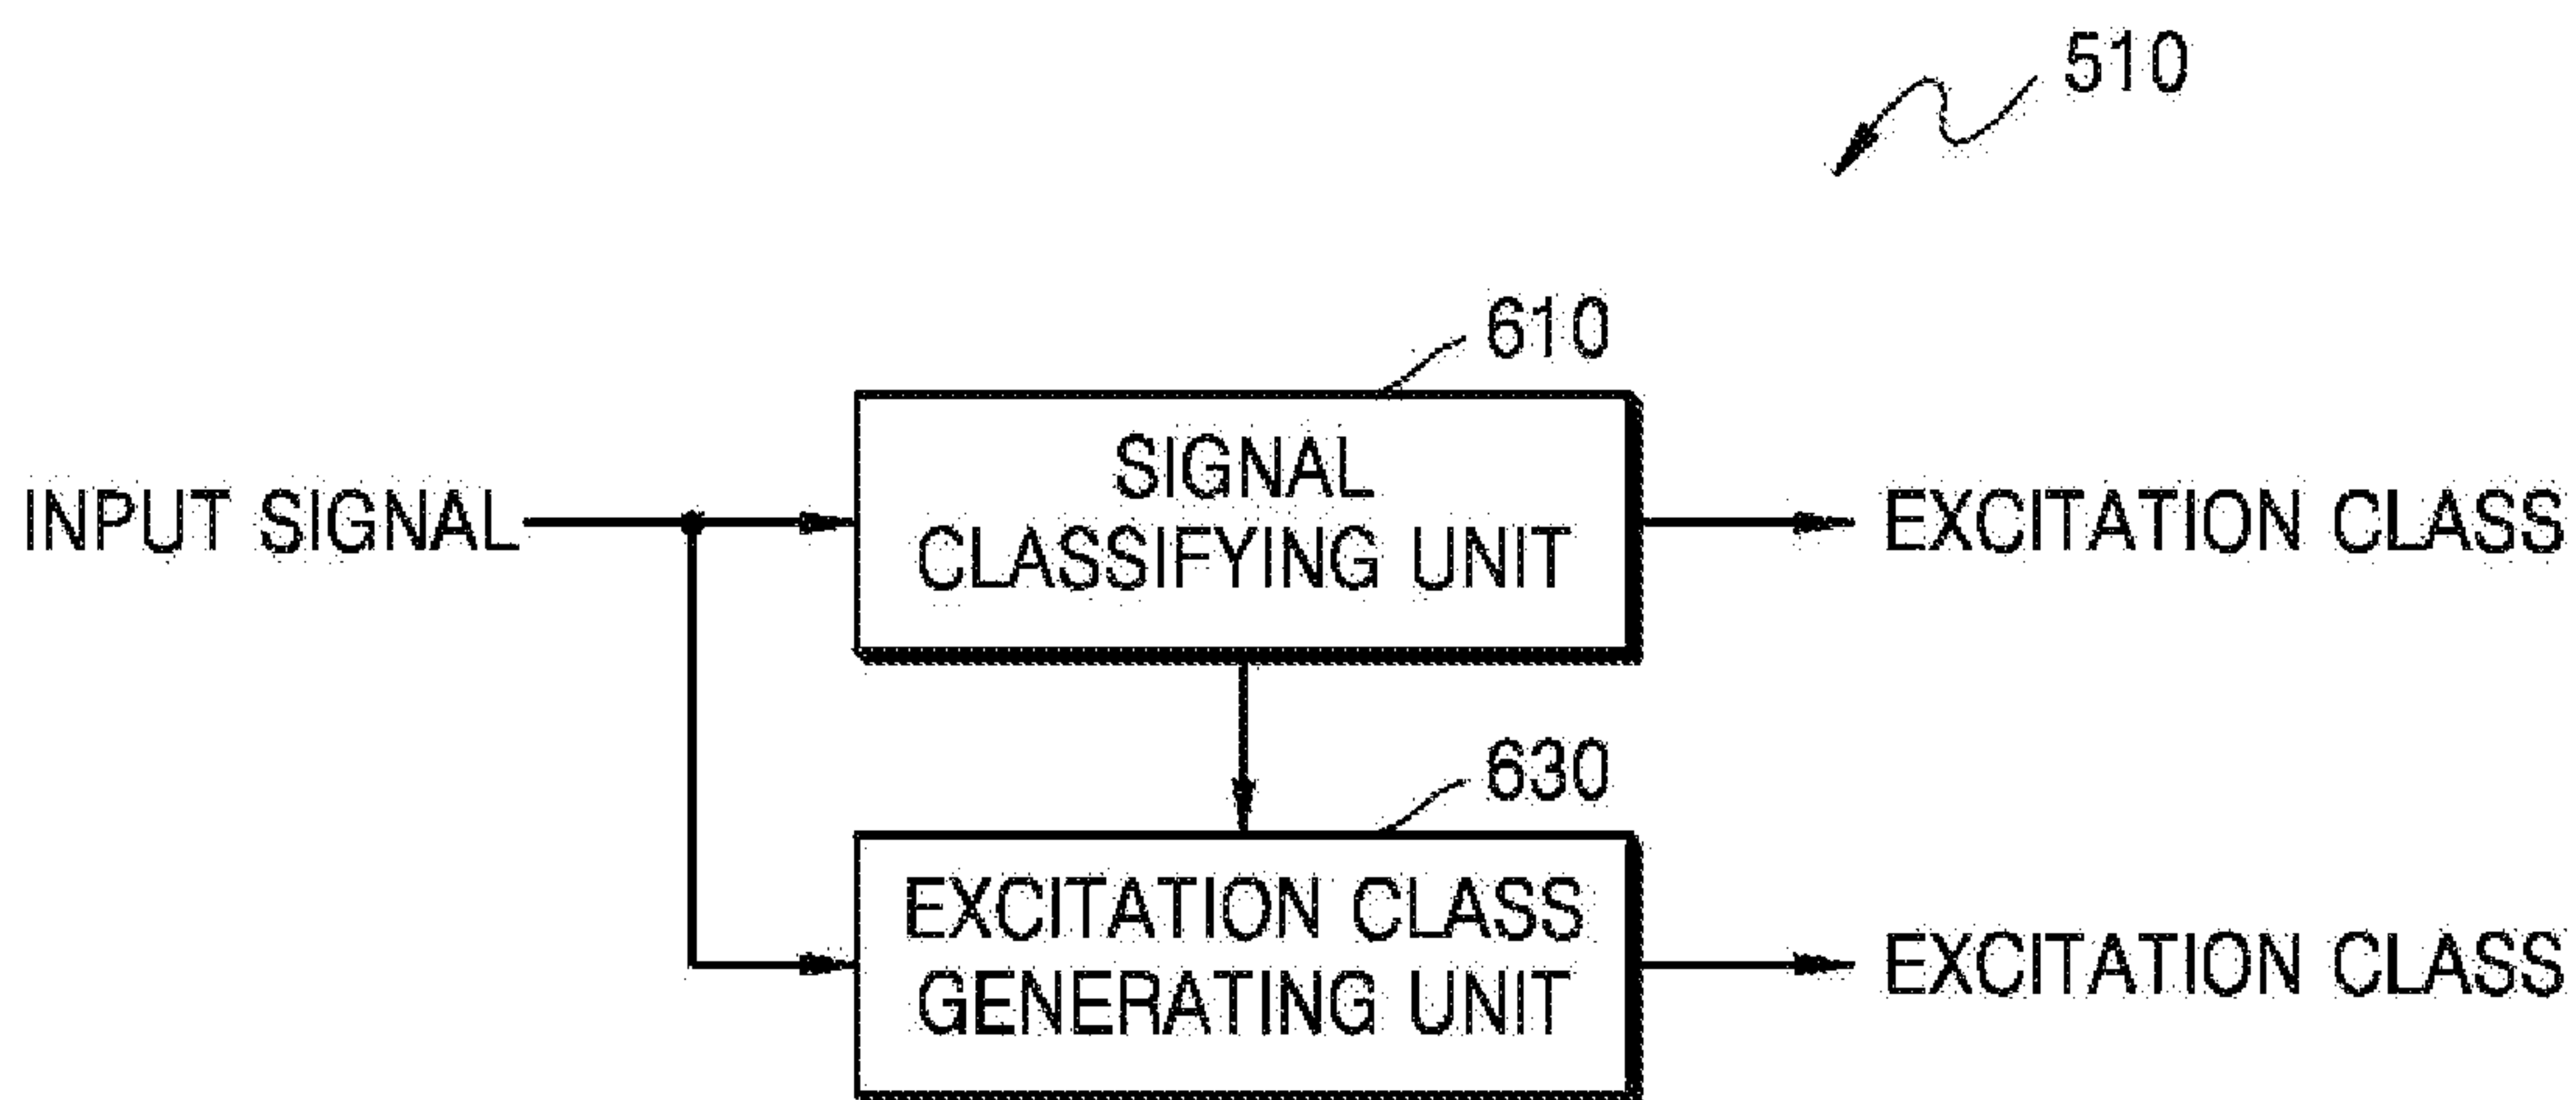 510
610
SIGNAL
CLASSIFYING UNIT
INPUT SIGNAL
EXCITATION CLASS
630
EXCITATION CLASS
GENERATING UNIT
EXCITATION CLASS